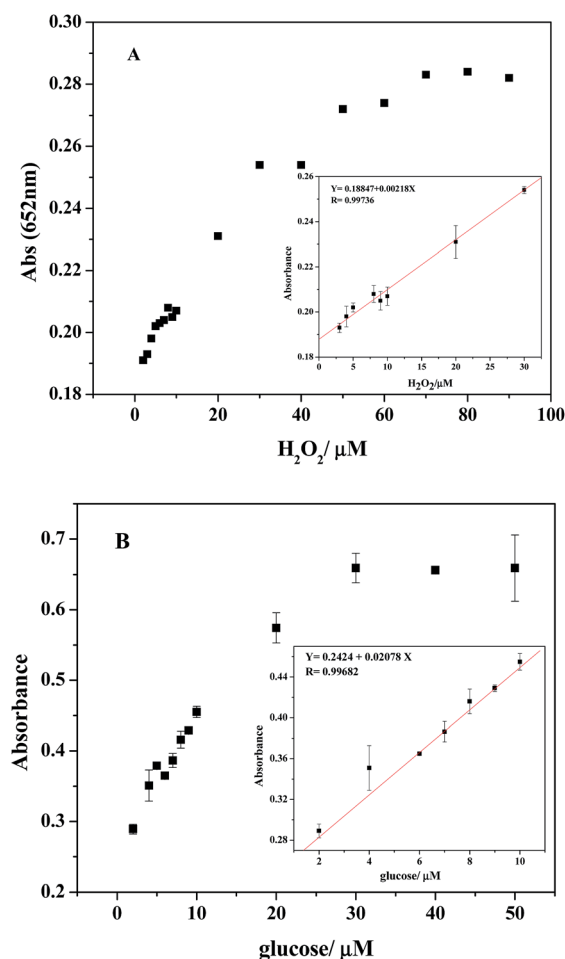 A
0.30
0.28
0.26
0.24
0.22
0.20
0.18
Abs (652nm)
0 20 40 60 80 100
H₂O₂/ μM
Y= 0.18847+0.00218X
R= 0.99736
0.26
0.24
0.22
0.20
0.18
Absorbance
0 5 10 15 20 25 30
H₂O₂/μM
B
0.7
0.6
0.5
0.4
0.3
0.2
Absorbance
0 10 20 30 40 50
glucose/ μM
Y= 0.2424 + 0.02078 X
R= 0.99682
0.44
0.40
0.36
0.32
0.28
Absorbance
2 4 6 8 10
glucose/ μM